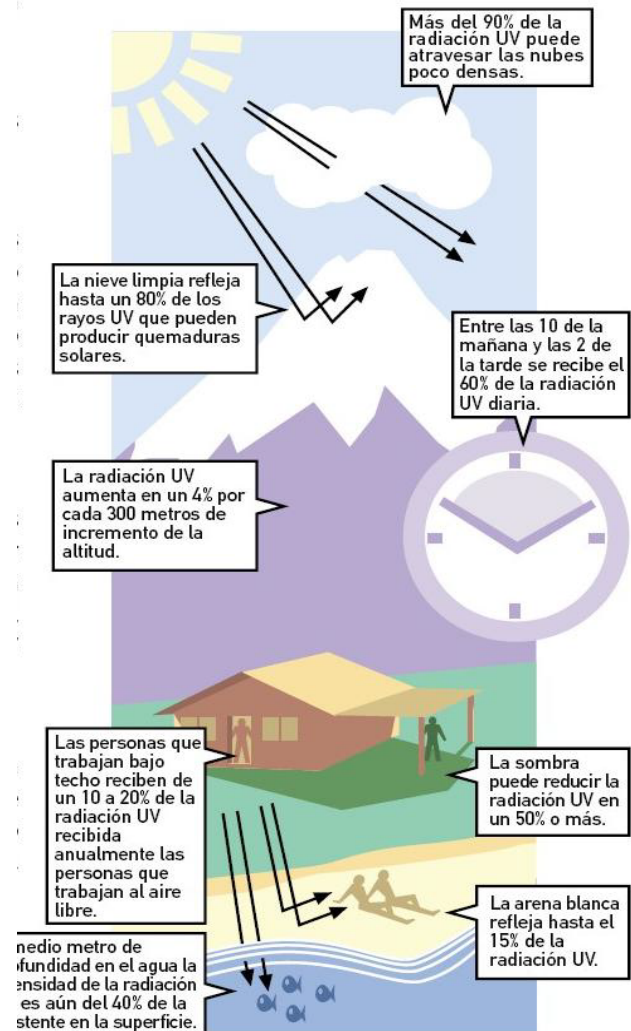 Más del 90% de la
radiación UV puede
atravesar las nubes
poco densas.
La nieve limpia refleja
hasta un 80% de los
rayos UV que pueden
producir quemaduras
solares.
Entre las 10 de la
mañana y las 2 de
la tarde se recibe el
60% de la radiación
UV diaria.
La radiación UV
aumenta en un 4% por
cada 300 metros de
incremento de la
altitud.
Las personas que
trabajan bajo
techo reciben de
un 10 a 20% de la
radiación UV
recibida
anualmente las
personas que
trabajan al aire
libre.
La sombra
puede reducir la
radiación UV en
un 50% o más.
La arena blanca
refleja hasta el
15% de la
radiación UV.
medio metro de
ofundidad en el agua la
ensidad de la radiación
es aún del 40% de la
stente en la superficie.